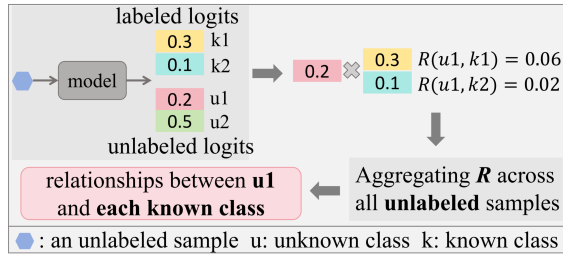 labeled logits
0.3 k1
0.1 k2
model
0.2 u1
0.5 u2
unlabeled logits
0.2
0.3 R(u1, k1) = 0.06
0.1 R(u1, k2) = 0.02
Aggregating R across
all unlabeled samples
relationships between u1
and each known class
: an unlabeled sample u: unknown class k: known class